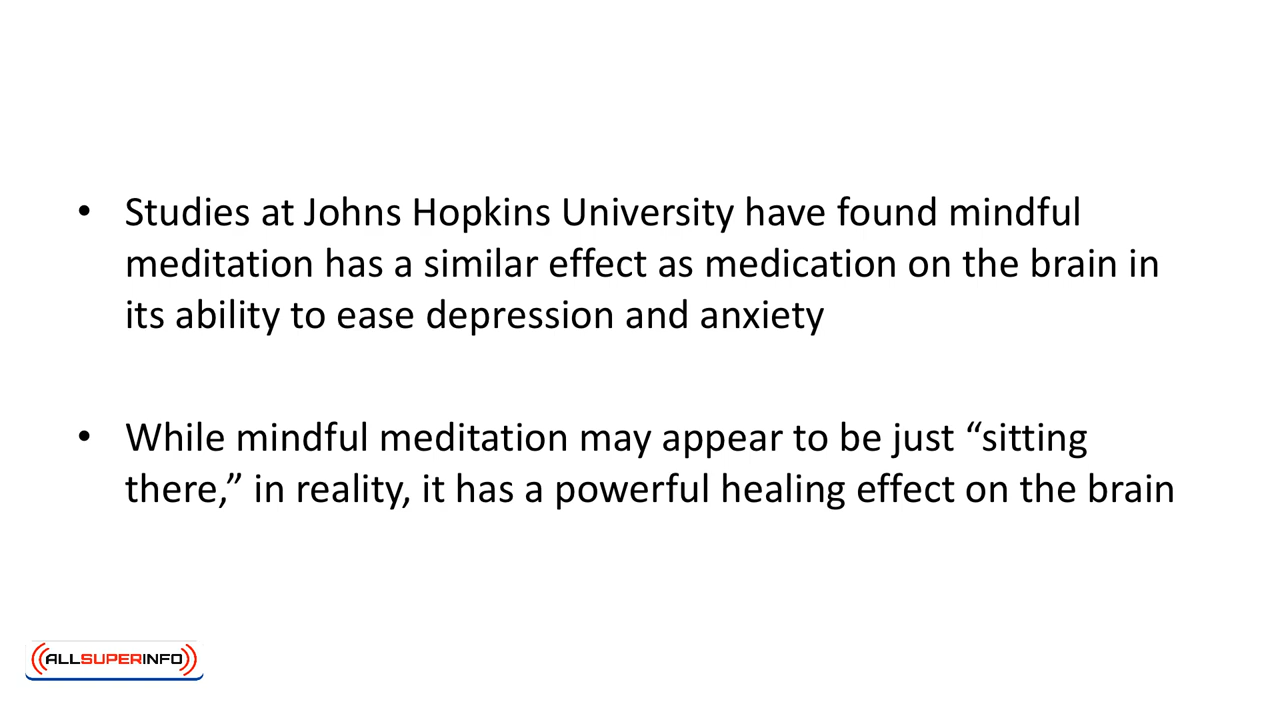 • Studies at Johns Hopkins University have found mindful
meditation has a similar effect as medication on the brain in
its ability to ease depression and anxiety
• While mindful meditation may appear to be just “sitting
there,” in reality, it has a powerful healing effect on the brain
ALLSUPERINFO